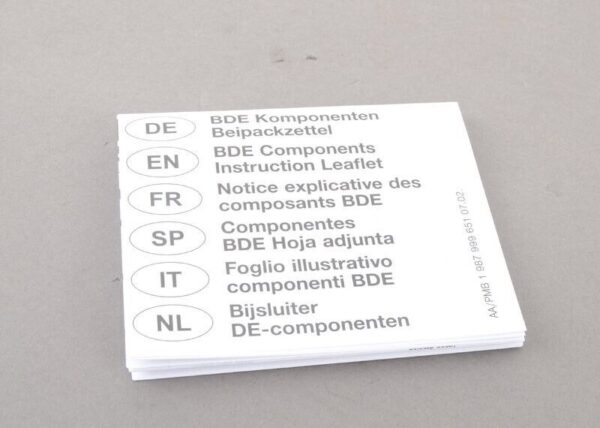 DE
BDE Komponenten
Beipackzettel
EN
BDE Components
Instruction Leaflet
FR
Notice explicative des
composants BDE
SP
Componentes
BDE Hoja adjunta
IT
Foglio illustrativo
componenti BDE
NL
Bijsluiter
DE-componenten
AA/PMB 1 987 999 651 07.02.